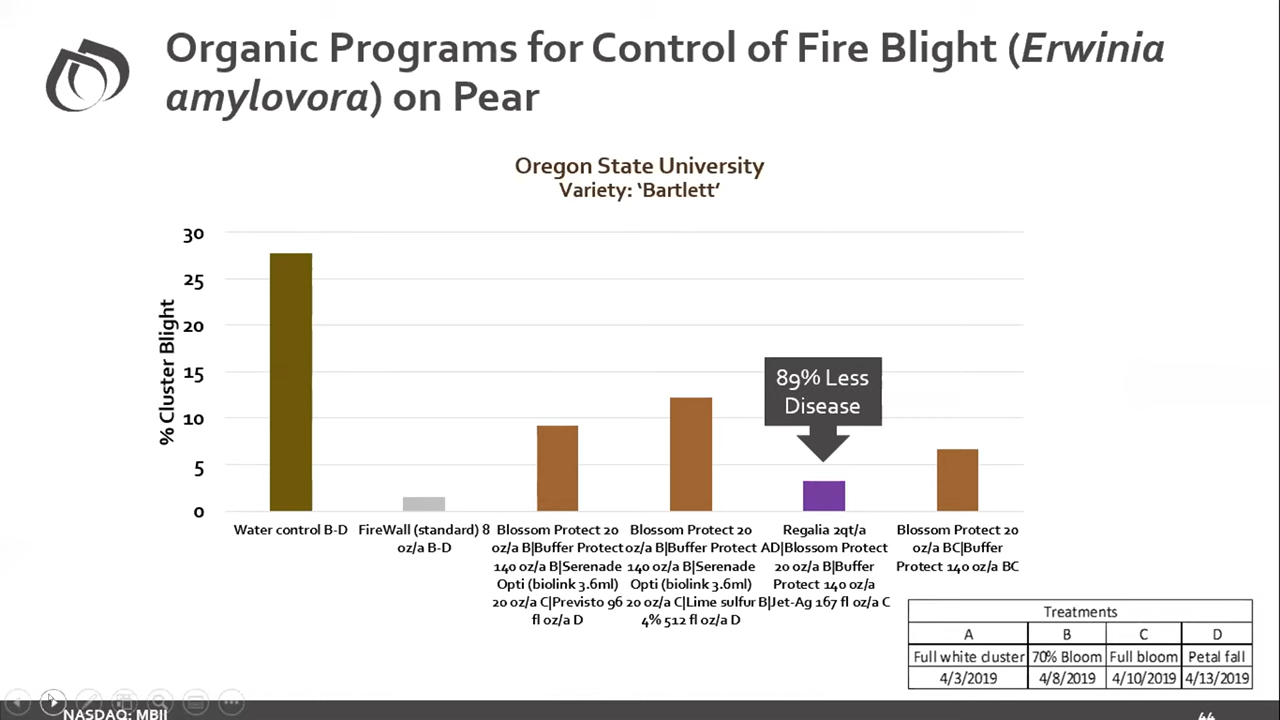 Organic Programs for Control of Fire Blight (Erwinia
amylovora) on Pear
Oregon State University
Variety: ‘Bartlett’
% Cluster Blight
30
25
20
15
10
5
0
89% Less
Disease
Water control B-D
FireWall (standard) 8
oz/a B-D
Blossom Protect 20
oz/a B|Buffer Protect
140 oz/a B|Serenade
Opti (biolink 3.6ml)
20 oz/a C|Previsto 96
fl oz/a D
Blossom Protect 20
oz/a B|Buffer Protect
140 oz/a B|Serenade
Opti (biolink 3.6ml)
20 oz/a C|Lime sulfur
4% 512 fl oz/a D
Regalia 2qt/a
AD|Blossom Protect
20 oz/a B|Buffer
Protect 140 oz/a
B|Jet-Ag 167 fl oz/a C
Blossom Protect 20
oz/a BC|Buffer
Protect 140 oz/a BC
Treatments
A B C D
Full white cluster 70% Bloom Full bloom Petal fall
4/3/2019 4/8/2019 4/10/2019 4/13/2019
NASDAQ: MBII
44